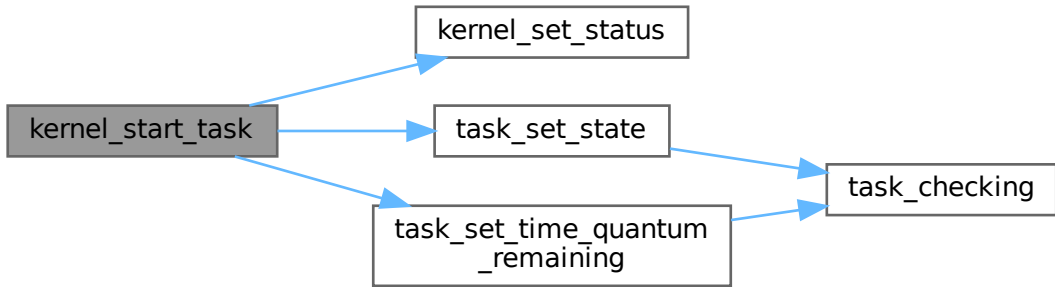 kernel_start_task
kernel_set_status
task_set_state
task_set_time_quantum
_remaining
task_checking